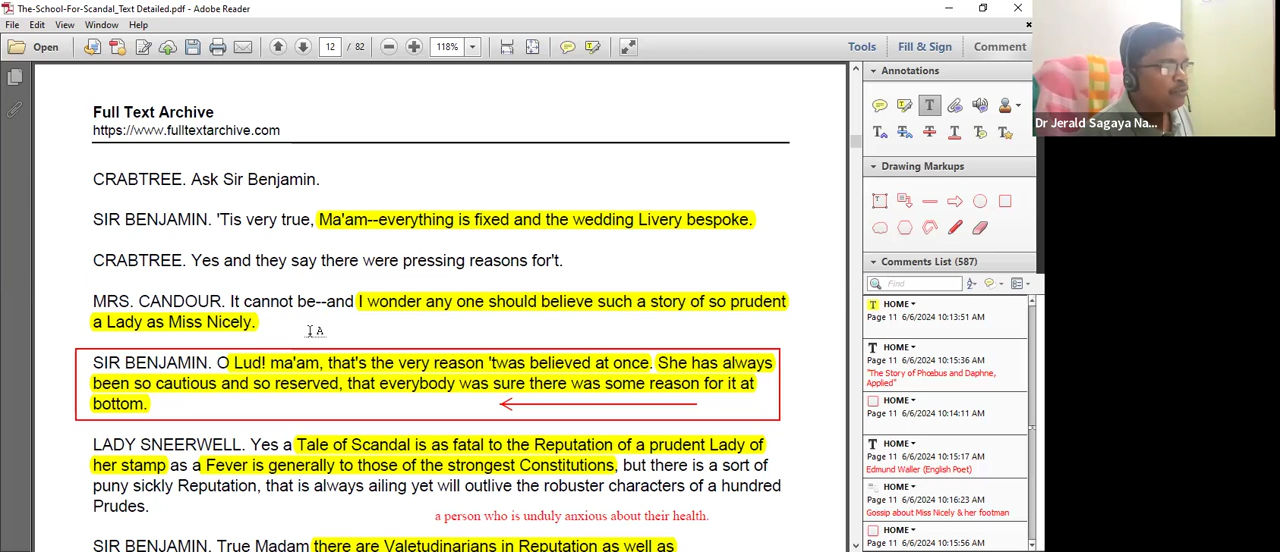 The-School-For-Scandal_Text Detailed.pdf - Adobe Reader
File Edit View Window Help
Open 12 / 82 118% Tools Fill & Sign Comment
Full Text Archive
https://www.fulltextarchive.com
CRABTREE. Ask Sir Benjamin.
SIR BENJAMIN. 'Tis very true, Ma'am--everything is fixed and the wedding Livery bespoke.
CRABTREE. Yes and they say there were pressing reasons for't.
MRS. CANDOUR. It cannot be--and I wonder any one should believe such a story of so prudent
a Lady as Miss Nicely.
SIR BENJAMIN. O Lud! ma'am, that's the very reason 'twas believed at once. She has always
been so cautious and so reserved, that everybody was sure there was some reason for it at
bottom.
LADY SNEERWELL. Yes a Tale of Scandal is as fatal to the Reputation of a prudent Lady of
her stamp as a Fever is generally to those of the strongest Constitutions, but there is a sort of
puny sickly Reputation, that is always ailing yet will outlive the robuster characters of a hundred
Prudes.
a person who is unduly anxious about their health.
SIR BENJAMIN. True Madam there are Valetudinarians in Reputation as well as
Annotations
Drawing Markups
Comments List (587)
Find
HOME
Page 11 6/6/2024 10:13:51 AM
HOME
Page 11 6/6/2024 10:15:36 AM
"The Story of Phœbus and Daphne,
Applied"
HOME
Page 11 6/6/2024 10:14:11 AM
HOME
Page 11 6/6/2024 10:15:17 AM
Edmund Waller (English Poet)
HOME
Page 11 6/6/2024 10:16:23 AM
Gossip about Miss Nicely & her footman
HOME
Page 11 6/6/2024 10:15:56 AM
Dr Jerald Sagaya Na...